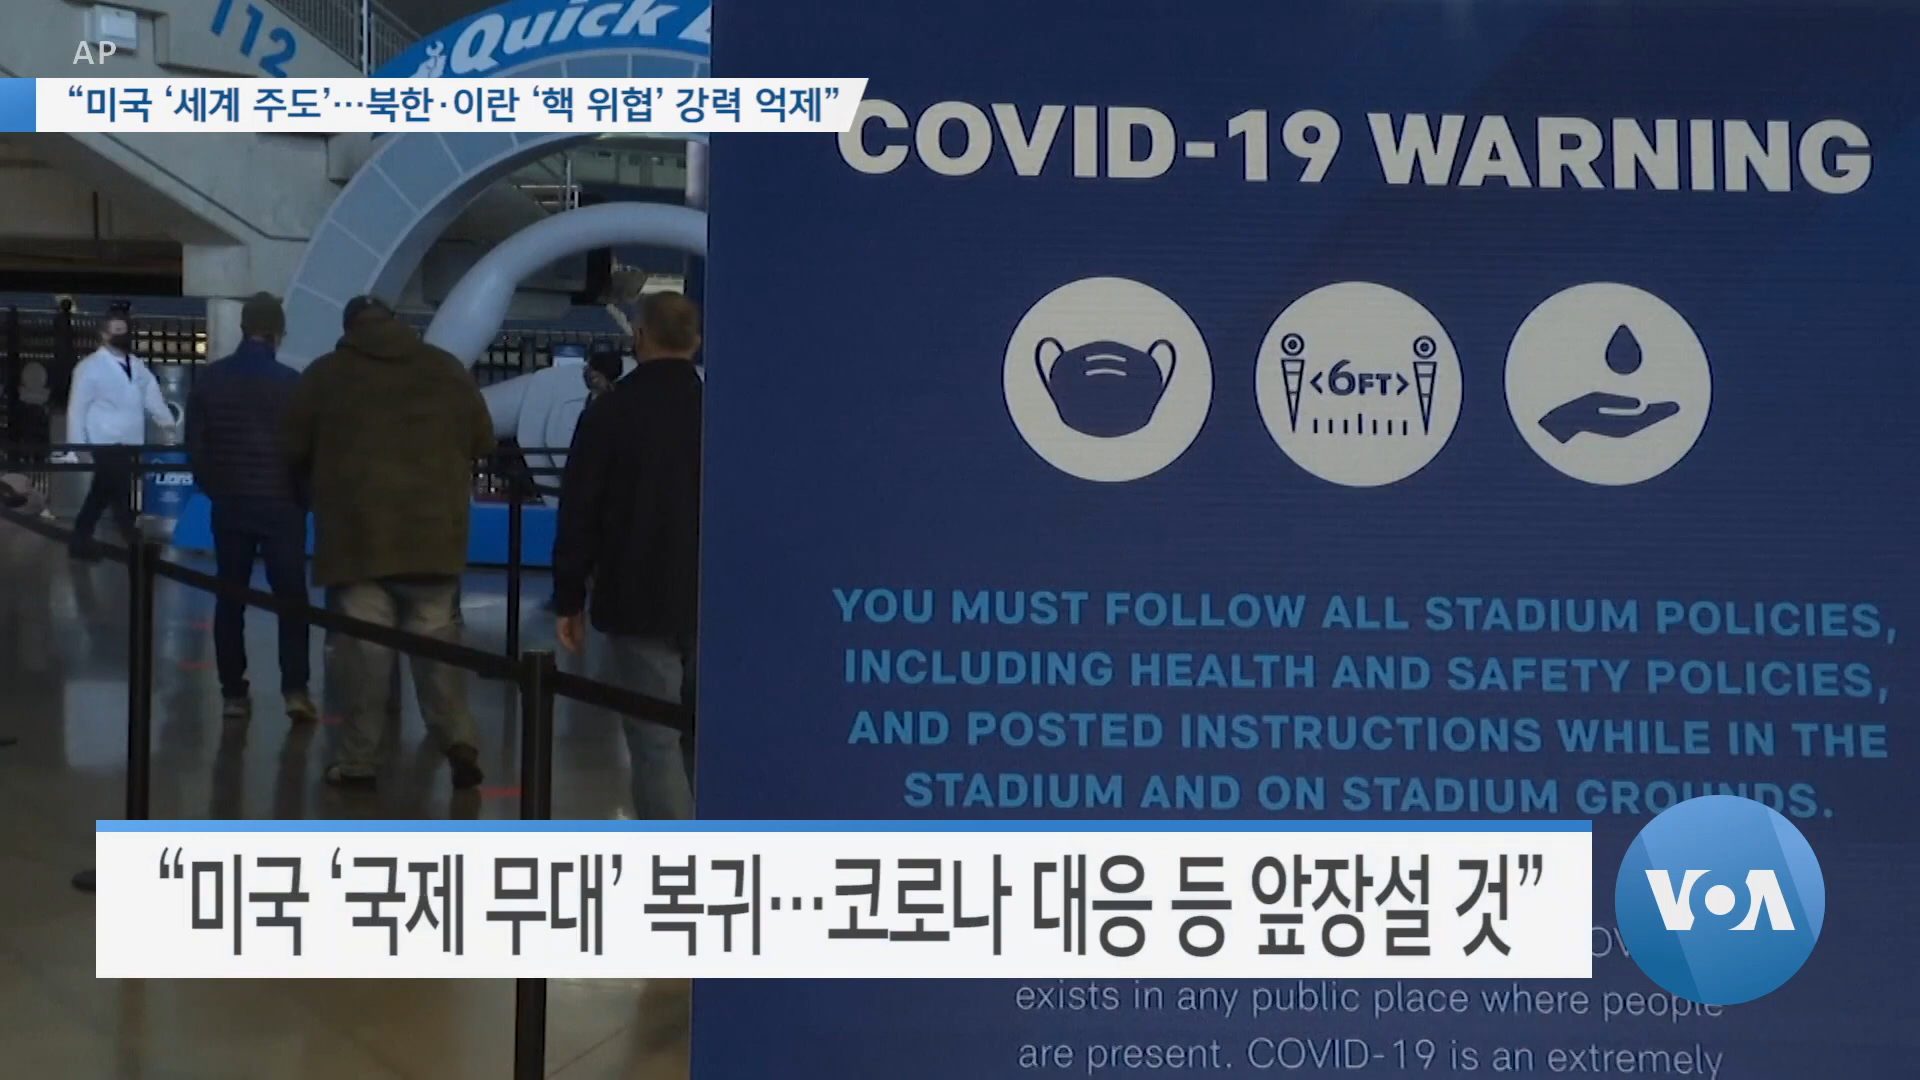 AP
112
Quick
“미국 ‘세계 주도’…북한·이란 ‘핵 위협’ 강력 억제”
COVID-19 WARNING
<6FT>
LIONS
YOU MUST FOLLOW ALL STADIUM POLICIES,
INCLUDING HEALTH AND SAFETY POLICIES,
AND POSTED INSTRUCTIONS WHILE IN THE
STADIUM AND ON STADIUM GROUNDS.
“미국 ‘국제 무대’ 복귀…코로나 대응 등 앞장설 것”
VOA
exists in any public place where people
are present. COVID-19 is an extremely